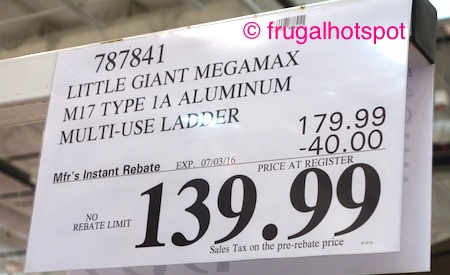 © frugalhotspot
787841
LITTLE GIANT MEGAMAX
M17 TYPE 1A ALUMINUM
MULTI-USE LADDER
179.99
-40.00
Mfr's Instant Rebate EXP. 07/03/16 PRICE AT REGISTER
NO
REBATE LIMIT
139.99
Sales Tax on the pre-rebate price